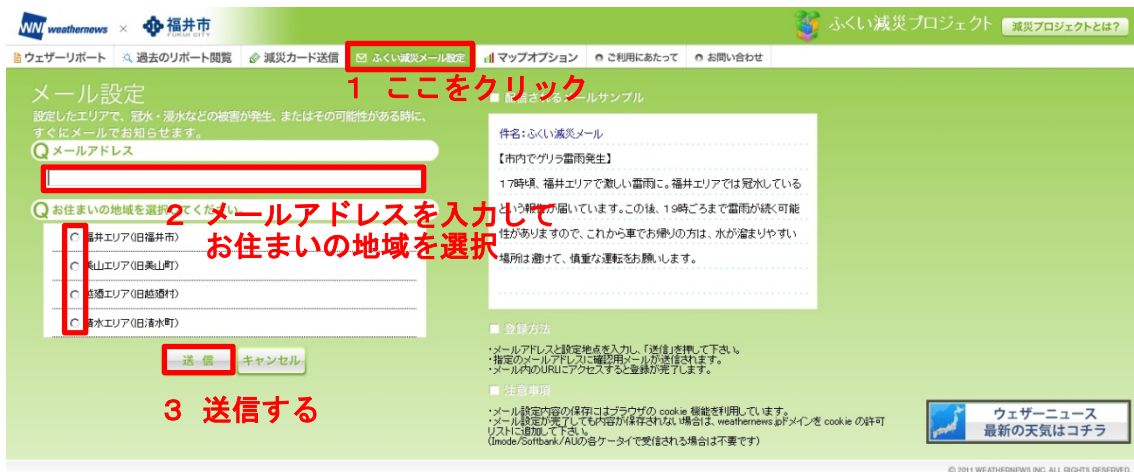 weathernews × 福井市
FUKUI CITY
ふくい減災プロジェクト 減災プロジェクトとは?
ウェザーリポート 過去のリポート閲覧 減災カード送信 ふくい減災メール設定 マップオプション ご利用にあたって お問い合わせ
1 ここをクリック
メール設定
設定したエリアで、冠水・浸水などの被害が発生、またはその可能性がある時に、
すぐにメールでお知らせます。
Q メールアドレス
Q お住まいの地域を選択してください
2 メールアドレスを入力して
お住まいの地域を選択
福井エリア(旧福井市)
美山エリア(旧美山町)
越廼エリア(旧越廼村)
清水エリア(旧清水町)
送 信 キャンセル
3 送信する
■ 配信されるメールサンプル
件名:ふくい減災メール
【市内でゲリラ雷雨発生】
17時頃、福井エリアで激しい雷雨に。福井エリアでは冠水している
という報告が届いています。この後、19時ごろまで雷雨が続く可能
性がありますので、これから車でお帰りの方は、水が溜まりやすい
場所は避けて、慎重な運転をお願いします。
■ 登録方法
・メールアドレスと設定地点を入力し、「送信」を押して下さい。
・指定のメールアドレスに確認用メールが送信されます。
・メール内のURLにアクセスすると登録が完了します。
■ 注意事項
・メール設定内容の保存にはブラウザの cookie 機能を利用しています。
・メール設定が完了しても内容が保存されない場合は、weathernews.jpドメインを cookie の許可
リストに追加して下さい。
(Imode/Softbank/AUの各ケータイで受信される場合は不要です)
ウェザーニュース
最新の天気はコチラ
© 2011 WEATHERNEWS INC. ALL RIGHTS RESERVED.